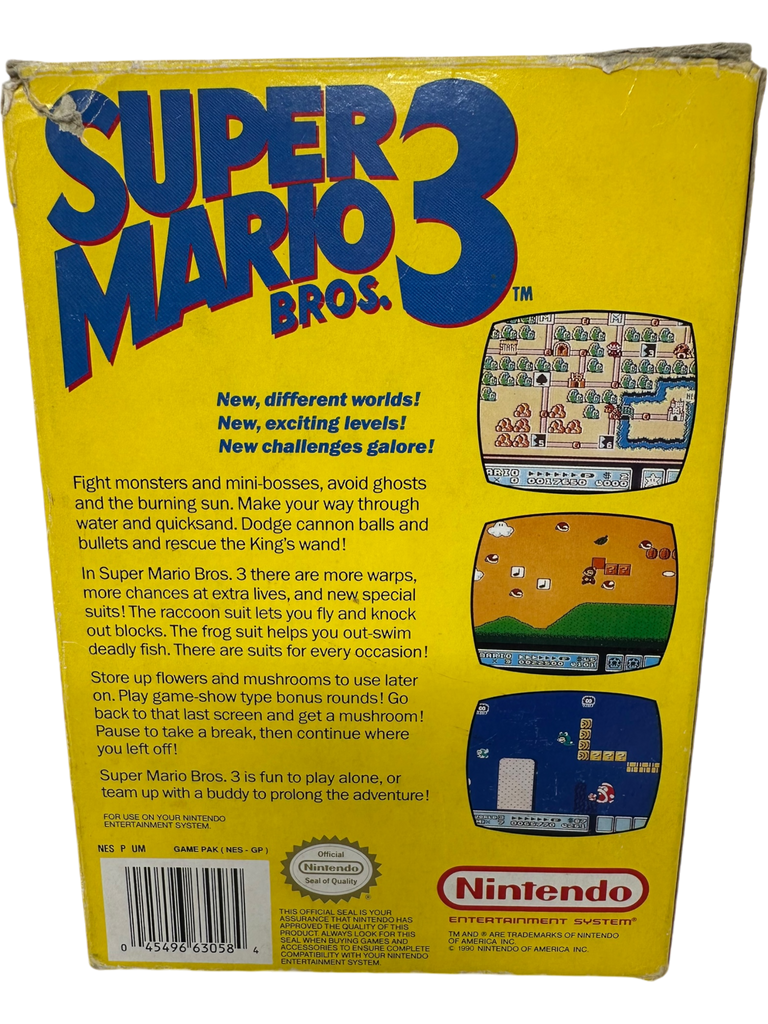 SUPER
MARIO
BROS. 3 TM
START
New, different worlds!
New, exciting levels!
New challenges galore!
Fight monsters and mini-bosses, avoid ghosts
and the burning sun. Make your way through
water and quicksand. Dodge cannon balls and
bullets and rescue the King's wand!
In Super Mario Bros. 3 there are more warps,
more chances at extra lives, and new special
suits! The raccoon suit lets you fly and knock
out blocks. The frog suit helps you out-swim
deadly fish. There are suits for every occasion!
Store up flowers and mushrooms to use later
on. Play game-show type bonus rounds! Go
back to that last screen and get a mushroom!
Pause to take a break, then continue where
you left off!
Super Mario Bros. 3 is fun to play alone, or
team up with a buddy to prolong the adventure!
FOR USE ON YOUR NINTENDO
ENTERTAINMENT SYSTEM.
NES P UM GAME PAK (NES-GP)
0 45496 63058 4
Official
Nintendo
Seal of Quality
THIS OFFICIAL SEAL IS YOUR
ASSURANCE THAT NINTENDO HAS
APPROVED THE QUALITY OF THIS
PRODUCT. ALWAYS LOOK FOR THIS
SEAL WHEN BUYING GAMES AND
ACCESSORIES TO ENSURE COMPLETE
COMPATIBILITY WITH YOUR NINTENDO
ENTERTAINMENT SYSTEM.
Nintendo
ENTERTAINMENT SYSTEM®
TM AND ® ARE TRADEMARKS OF NINTENDO
OF AMERICA INC.
© 1990 NINTENDO OF AMERICA INC.